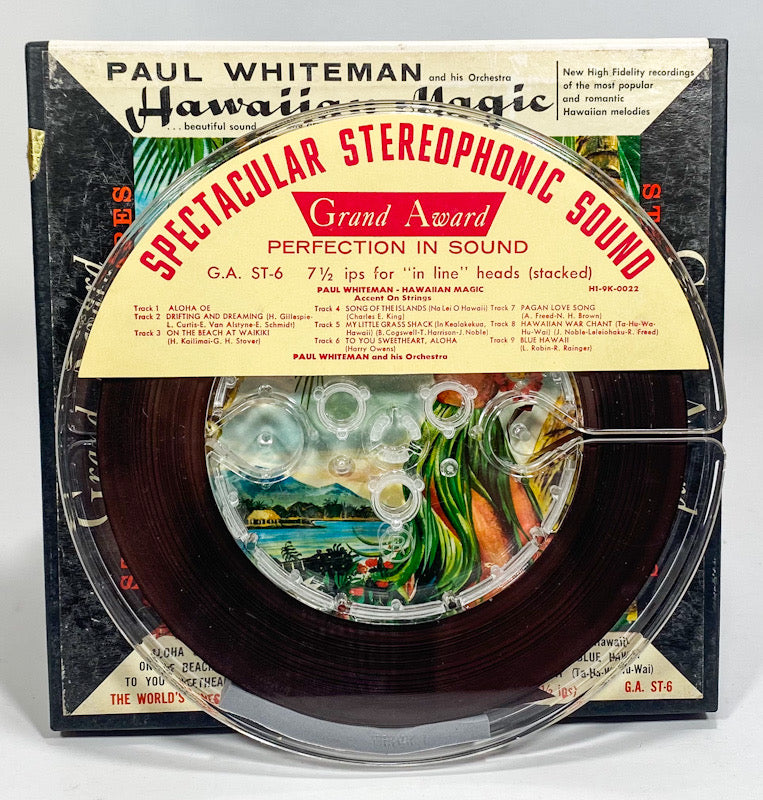 PAUL WHITEMAN and his Orchestra
Hawaiian Magic
. . . beautiful sound
New High Fidelity recordings
of the most popular
and romantic
Hawaiian melodies
SPECTACULAR STEREOPHONIC SOUND
Grand Award
PERFECTION IN SOUND
G.A. ST-6 7½ ips for "in line" heads (stacked)
PAUL WHITEMAN - HAWAIIAN MAGIC HI-9K-0022
Accent On Strings
Track 1 ALOHA OE
Track 2 DRIFTING AND DREAMING (H. Gillespie-
L. Curtis-E. Van Alstyne-E. Schmidt)
Track 3 ON THE BEACH AT WAIKIKI
(H. Kailimai-G. H. Stover)
Track 4 SONG OF THE ISLANDS (Na Lei O Hawaii)
(Charles E. King)
Track 5 MY LITTLE GRASS SHACK (In Kealakekua,
Hawaii) (B. Cogswell-T. Harrison-J. Noble)
Track 6 TO YOU SWEETHEART, ALOHA
(Harry Owens)
Track 7 PAGAN LOVE SONG
(A. Freed-N. H. Brown)
Track 8 HAWAIIAN WAR CHANT (Ta-Hu-Wa-
Hu-Wai) (J. Noble-Leleiohaku-R. Freed)
Track 9 BLUE HAWAII
(L. Robin-R. Rainger)
PAUL WHITEMAN and his Orchestra
Grand
ALOHA
ON THE BEACH
TO YOU SWEETHEA
THE WORLD'S
BLUE HAW
(Ta-Hu-Wa-Hu-Wai)
½ ips)
G.A. ST-6